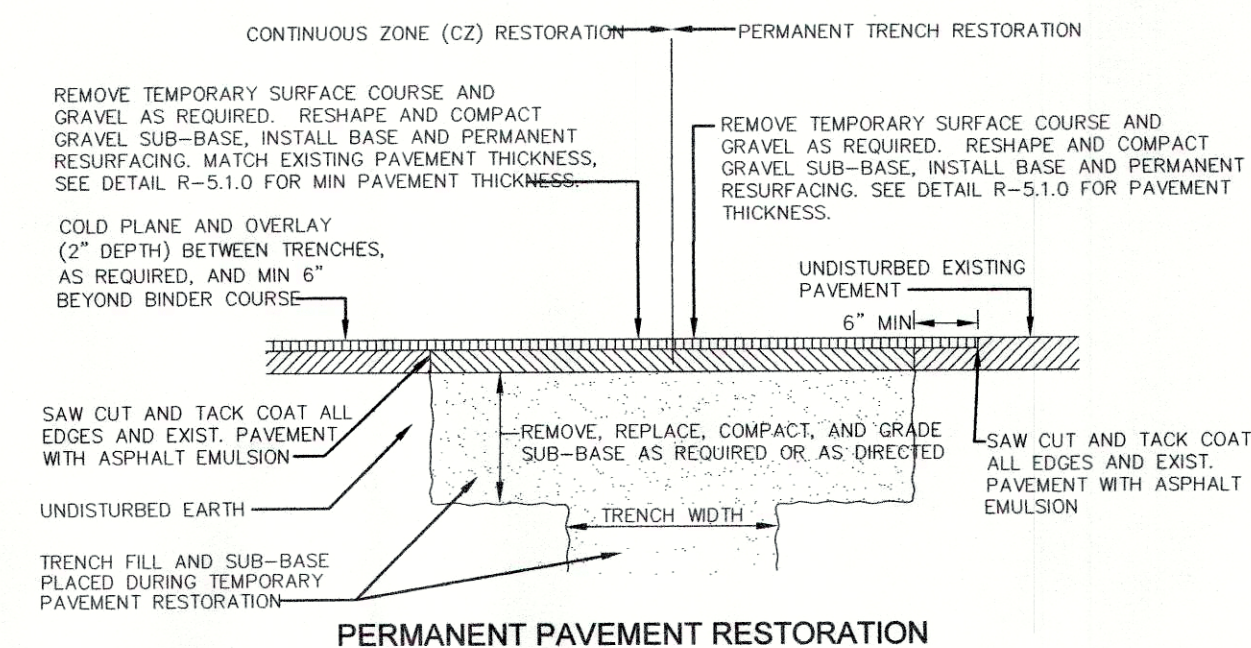 CONTINUOUS ZONE (CZ) RESTORATION
PERMANENT TRENCH RESTORATION
REMOVE TEMPORARY SURFACE COURSE AND
GRAVEL AS REQUIRED. RESHAPE AND COMPACT
GRAVEL SUB-BASE, INSTALL BASE AND PERMANENT
RESURFACING. MATCH EXISTING PAVEMENT THICKNESS,
SEE DETAIL R-5.1.0 FOR MIN PAVEMENT THICKNESS.
REMOVE TEMPORARY SURFACE COURSE AND
GRAVEL AS REQUIRED. RESHAPE AND COMPACT
GRAVEL SUB-BASE, INSTALL BASE AND PERMANENT
RESURFACING. SEE DETAIL R-5.1.0 FOR PAVEMENT
THICKNESS.
COLD PLANE AND OVERLAY
(2" DEPTH) BETWEEN TRENCHES,
AS REQUIRED, AND MIN 6"
BEYOND BINDER COURSE
UNDISTURBED EXISTING
PAVEMENT
6" MIN
SAW CUT AND TACK COAT ALL
EDGES AND EXIST. PAVEMENT
WITH ASPHALT EMULSION
REMOVE, REPLACE, COMPACT, AND GRADE
SUB-BASE AS REQUIRED OR AS DIRECTED
SAW CUT AND TACK COAT
ALL EDGES AND EXIST.
PAVEMENT WITH ASPHALT
EMULSION
UNDISTURBED EARTH
TRENCH WIDTH
TRENCH FILL AND SUB-BASE
PLACED DURING TEMPORARY
PAVEMENT RESTORATION
PERMANENT PAVEMENT RESTORATION